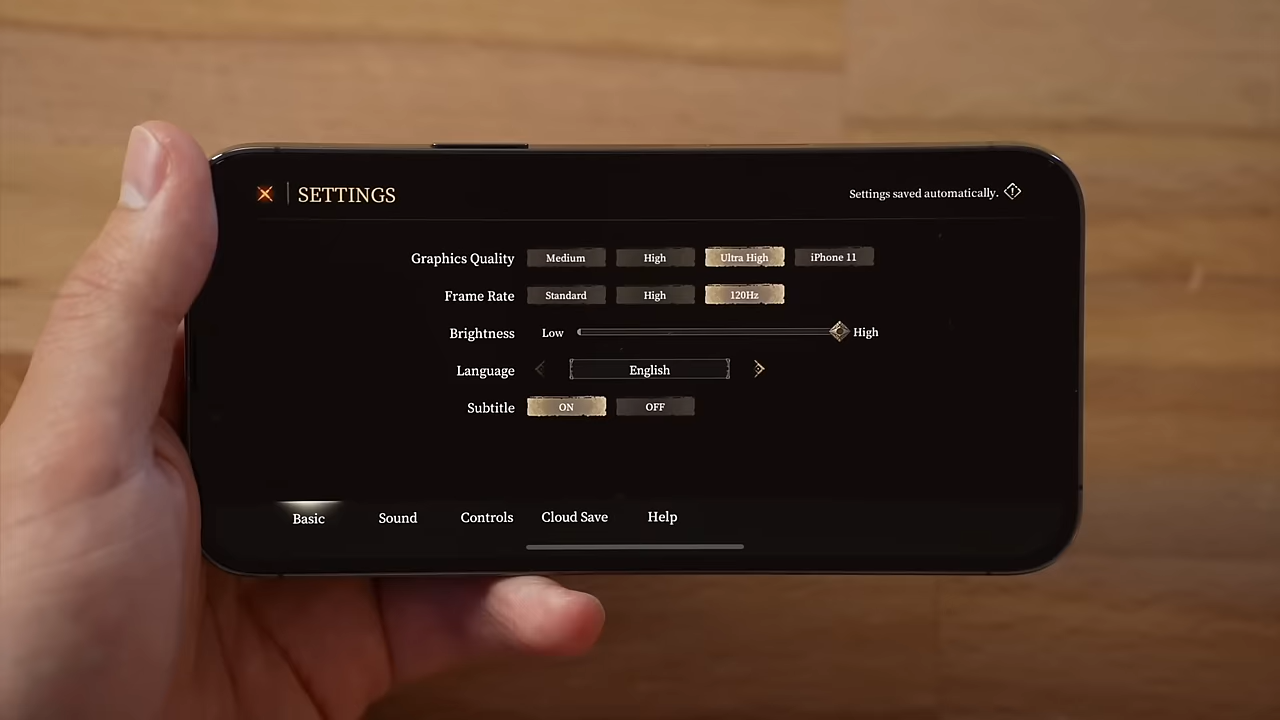 SETTINGS
Settings saved automatically.
Graphics Quality Medium High Ultra High iPhone 11
Frame Rate Standard High 120Hz
Brightness Low High
Language English
Subtitle ON OFF
Basic Sound Controls Cloud Save Help